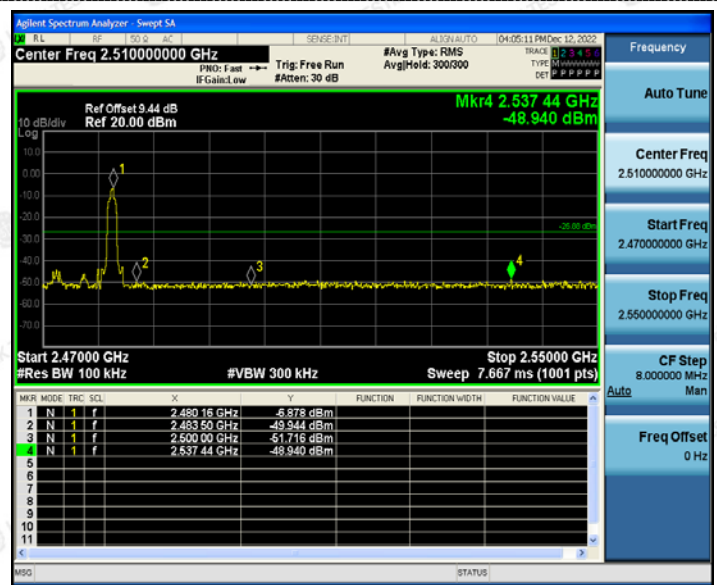 Agilent Spectrum Analyzer - Swept SA
RL RF 50 Ω AC SENSE:INT ALIGNAUTO 04:05:11 PM Dec 12, 2022
Center Freq 2.510000000 GHz
PNO: Fast
IFGain:Low
Trig: Free Run
#Atten: 30 dB
#Avg Type: RMS
Avg|Hold: 300/300
TRACE 1 2 3 4 5 6
TYPE M
DET P P P P P P
Ref Offset 9.44 dB
Ref 20.00 dBm
Mkr4 2.537 44 GHz
-48.940 dBm
10 dB/div
Log
10.0
0.00
-10.0
-20.0
-30.0
-40.0
-50.0
-60.0
-70.0
1
2
3
4
Start 2.47000 GHz Stop 2.55000 GHz
#Res BW 100 kHz #VBW 300 kHz Sweep 7.667 ms (1001 pts)
MKR MODE TRC SCL X Y FUNCTION FUNCTION WIDTH FUNCTION VALUE
1 N 1 f 2.480 16 GHz -6.878 dBm
2 N 1 f 2.483 50 GHz -49.944 dBm
3 N 1 f 2.500 00 GHz -51.716 dBm
4 N 1 f 2.537 44 GHz -48.940 dBm
5
6
7
8
9
10
11
MSG STATUS
Frequency
Auto Tune
Center Freq
2.510000000 GHz
Start Freq
2.470000000 GHz
Stop Freq
2.550000000 GHz
CF Step
8.000000 MHz
Auto Man
Freq Offset
0 Hz